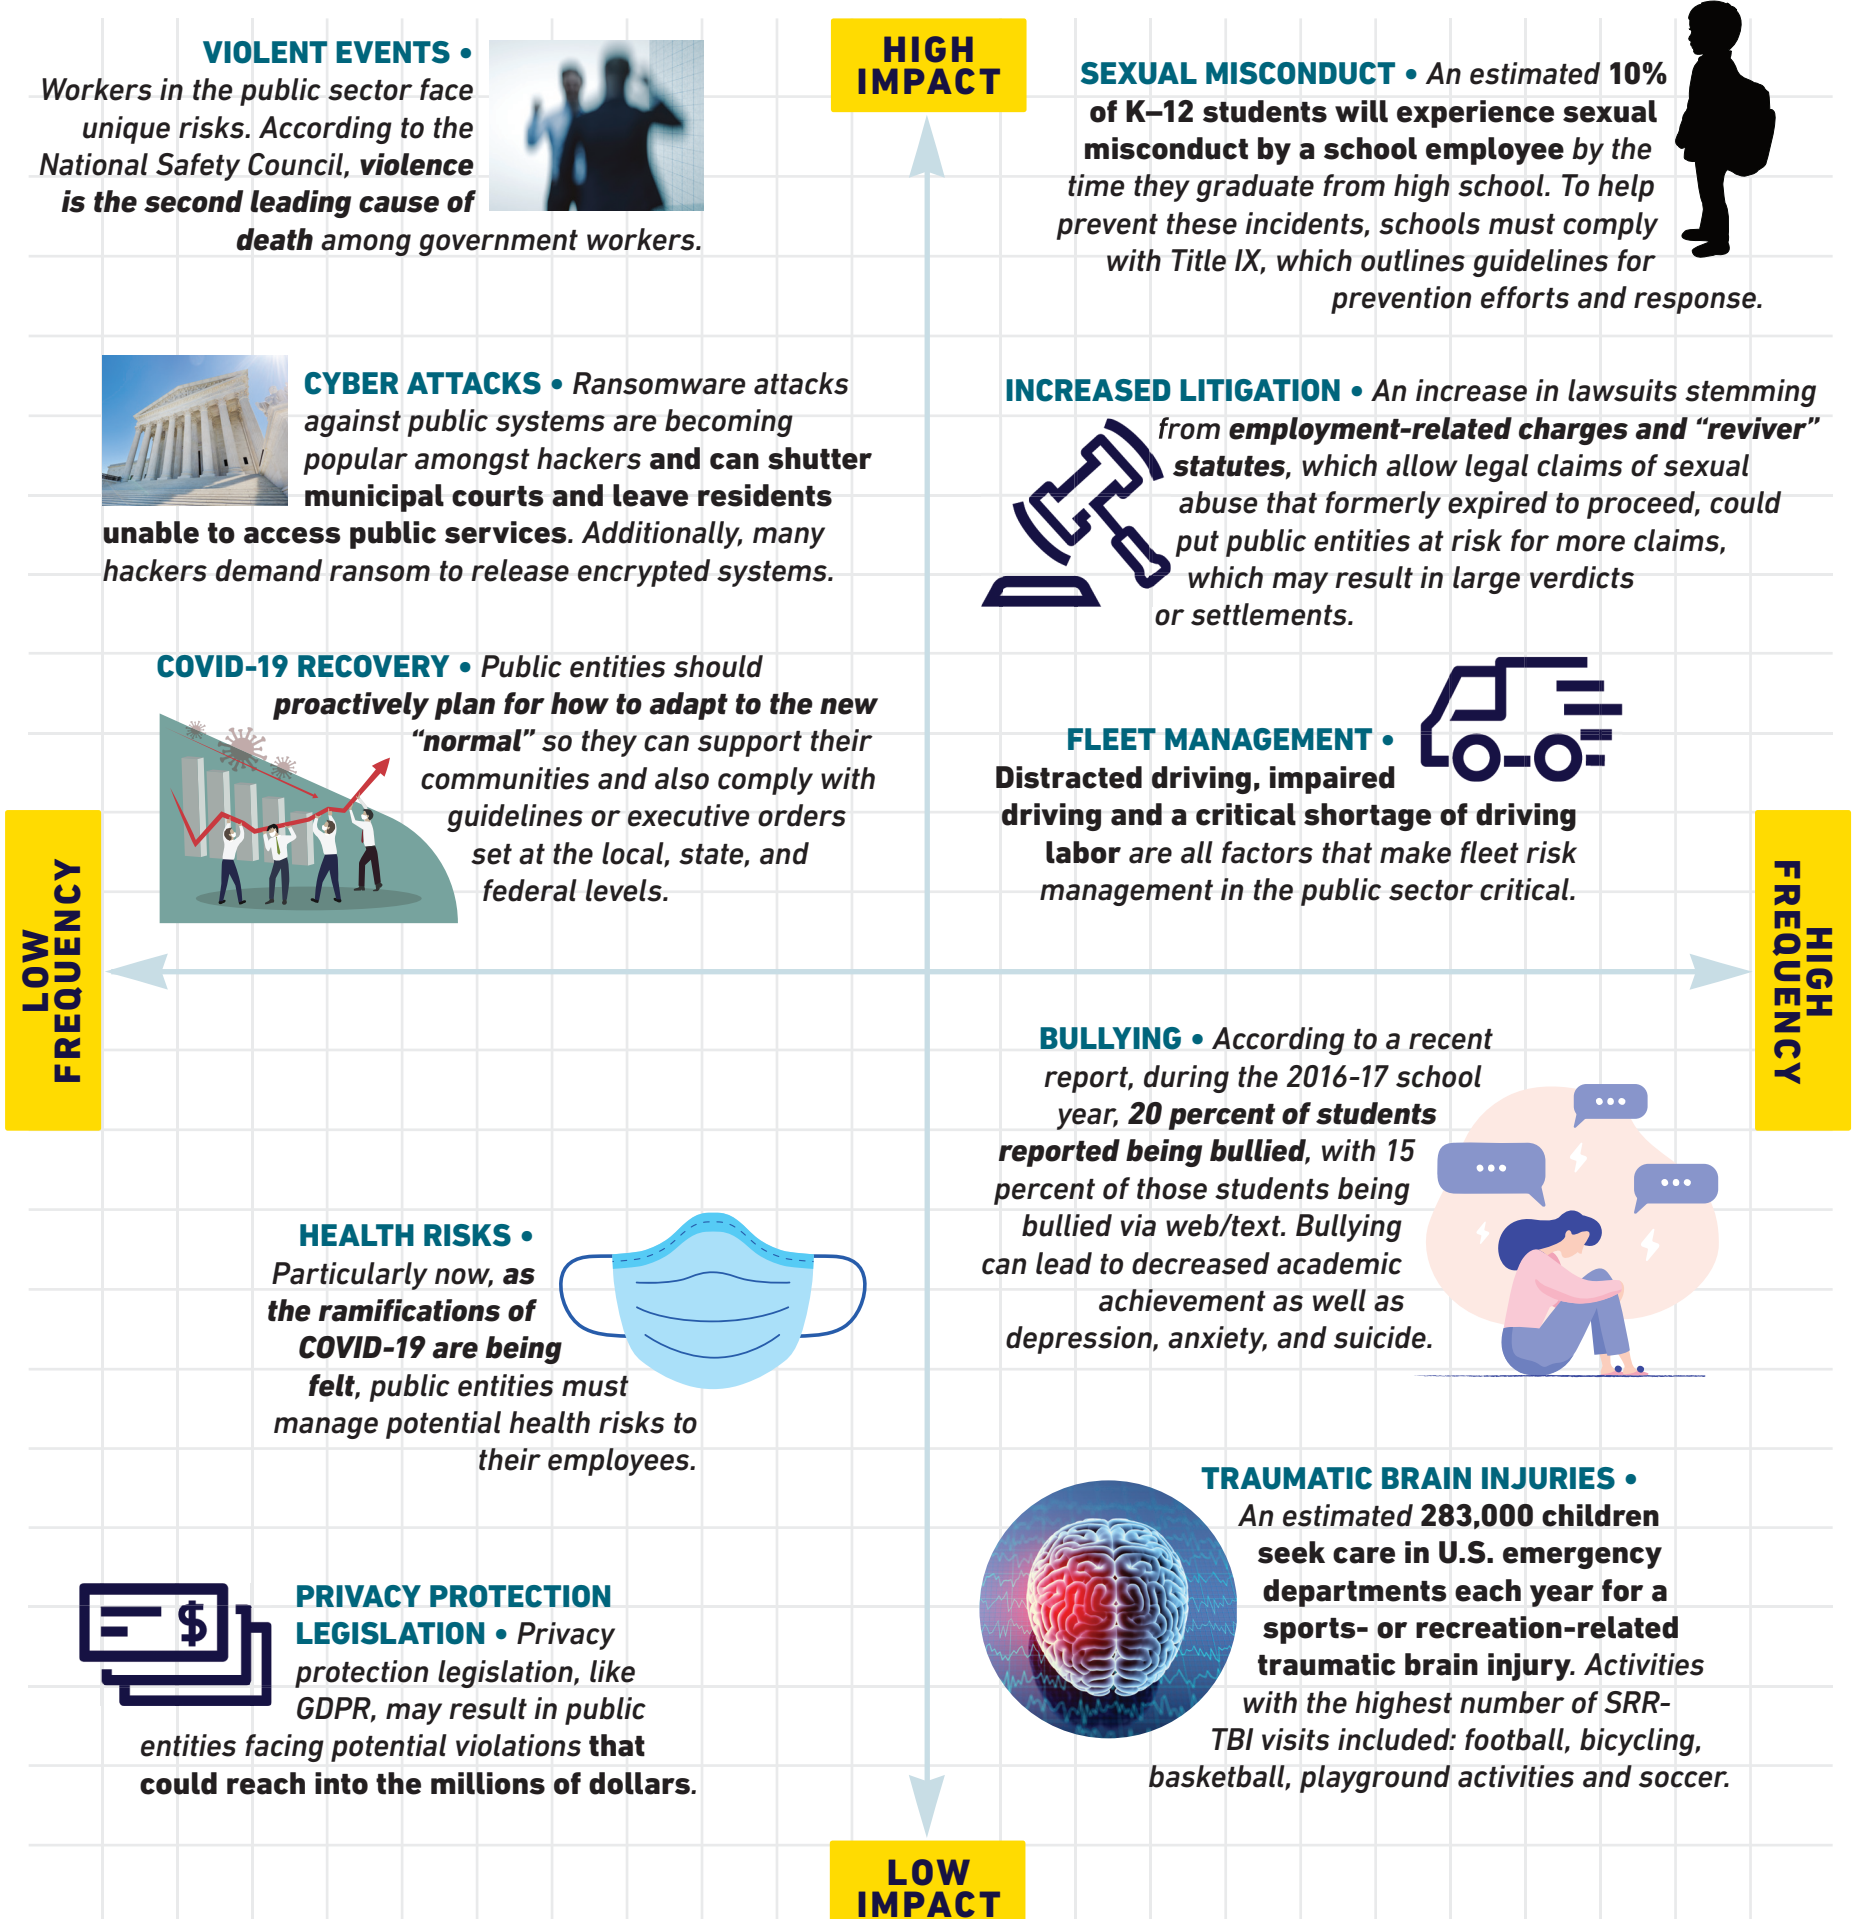 HIGH
IMPACT
VIOLENT EVENTS •
Workers in the public sector face
unique risks. According to the
National Safety Council, violence
is the second leading cause of
death among government workers.
SEXUAL MISCONDUCT • An estimated 10%
of K–12 students will experience sexual
misconduct by a school employee by the
time they graduate from high school. To help
prevent these incidents, schools must comply
with Title IX, which outlines guidelines for
prevention efforts and response.
CYBER ATTACKS • Ransomware attacks
against public systems are becoming
popular amongst hackers and can shutter
municipal courts and leave residents
unable to access public services. Additionally, many
hackers demand ransom to release encrypted systems.
INCREASED LITIGATION • An increase in lawsuits stemming
from employment-related charges and “reviver”
statutes, which allow legal claims of sexual
abuse that formerly expired to proceed, could
put public entities at risk for more claims,
which may result in large verdicts
or settlements.
COVID-19 RECOVERY • Public entities should
proactively plan for how to adapt to the new
“normal” so they can support their
communities and also comply with
guidelines or executive orders
set at the local, state, and
federal levels.
FLEET MANAGEMENT •
Distracted driving, impaired
driving and a critical shortage of driving
labor are all factors that make fleet risk
management in the public sector critical.
LOW
FREQUENCY
HIGH
FREQUENCY
BULLYING • According to a recent
report, during the 2016-17 school
year, 20 percent of students
reported being bullied, with 15
percent of those students being
bullied via web/text. Bullying
can lead to decreased academic
achievement as well as
depression, anxiety, and suicide.
HEALTH RISKS •
Particularly now, as
the ramifications of
COVID-19 are being
felt, public entities must
manage potential health risks to
their employees.
TRAUMATIC BRAIN INJURIES •
An estimated 283,000 children
seek care in U.S. emergency
departments each year for a
sports- or recreation-related
traumatic brain injury. Activities
with the highest number of SRR-
TBI visits included: football, bicycling,
basketball, playground activities and soccer.
$
PRIVACY PROTECTION
LEGISLATION • Privacy
protection legislation, like
GDPR, may result in public
entities facing potential violations that
could reach into the millions of dollars.
LOW
IMPACT